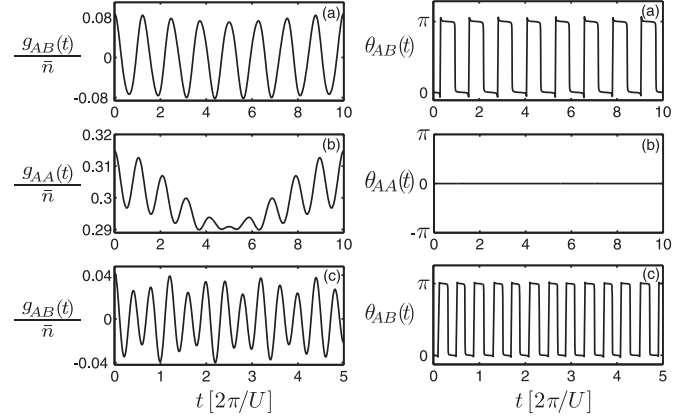 g_AB(t)/n̄
0.08
0
-0.08
(a)
0 2 4 6 8 10
θ_AB(t)
π
0
(a)
0 2 4 6 8 10
g_AA(t)/n̄
0.32
0.31
0.3
0.29
(b)
0 2 4 6 8 10
θ_AA(t)
π
0
-π
(b)
0 2 4 6 8 10
g_AB(t)/n̄
0.04
0
-0.04
(c)
0 1 2 3 4 5
t [2π/U]
θ_AB(t)
π
0
(c)
0 1 2 3 4 5
t [2π/U]